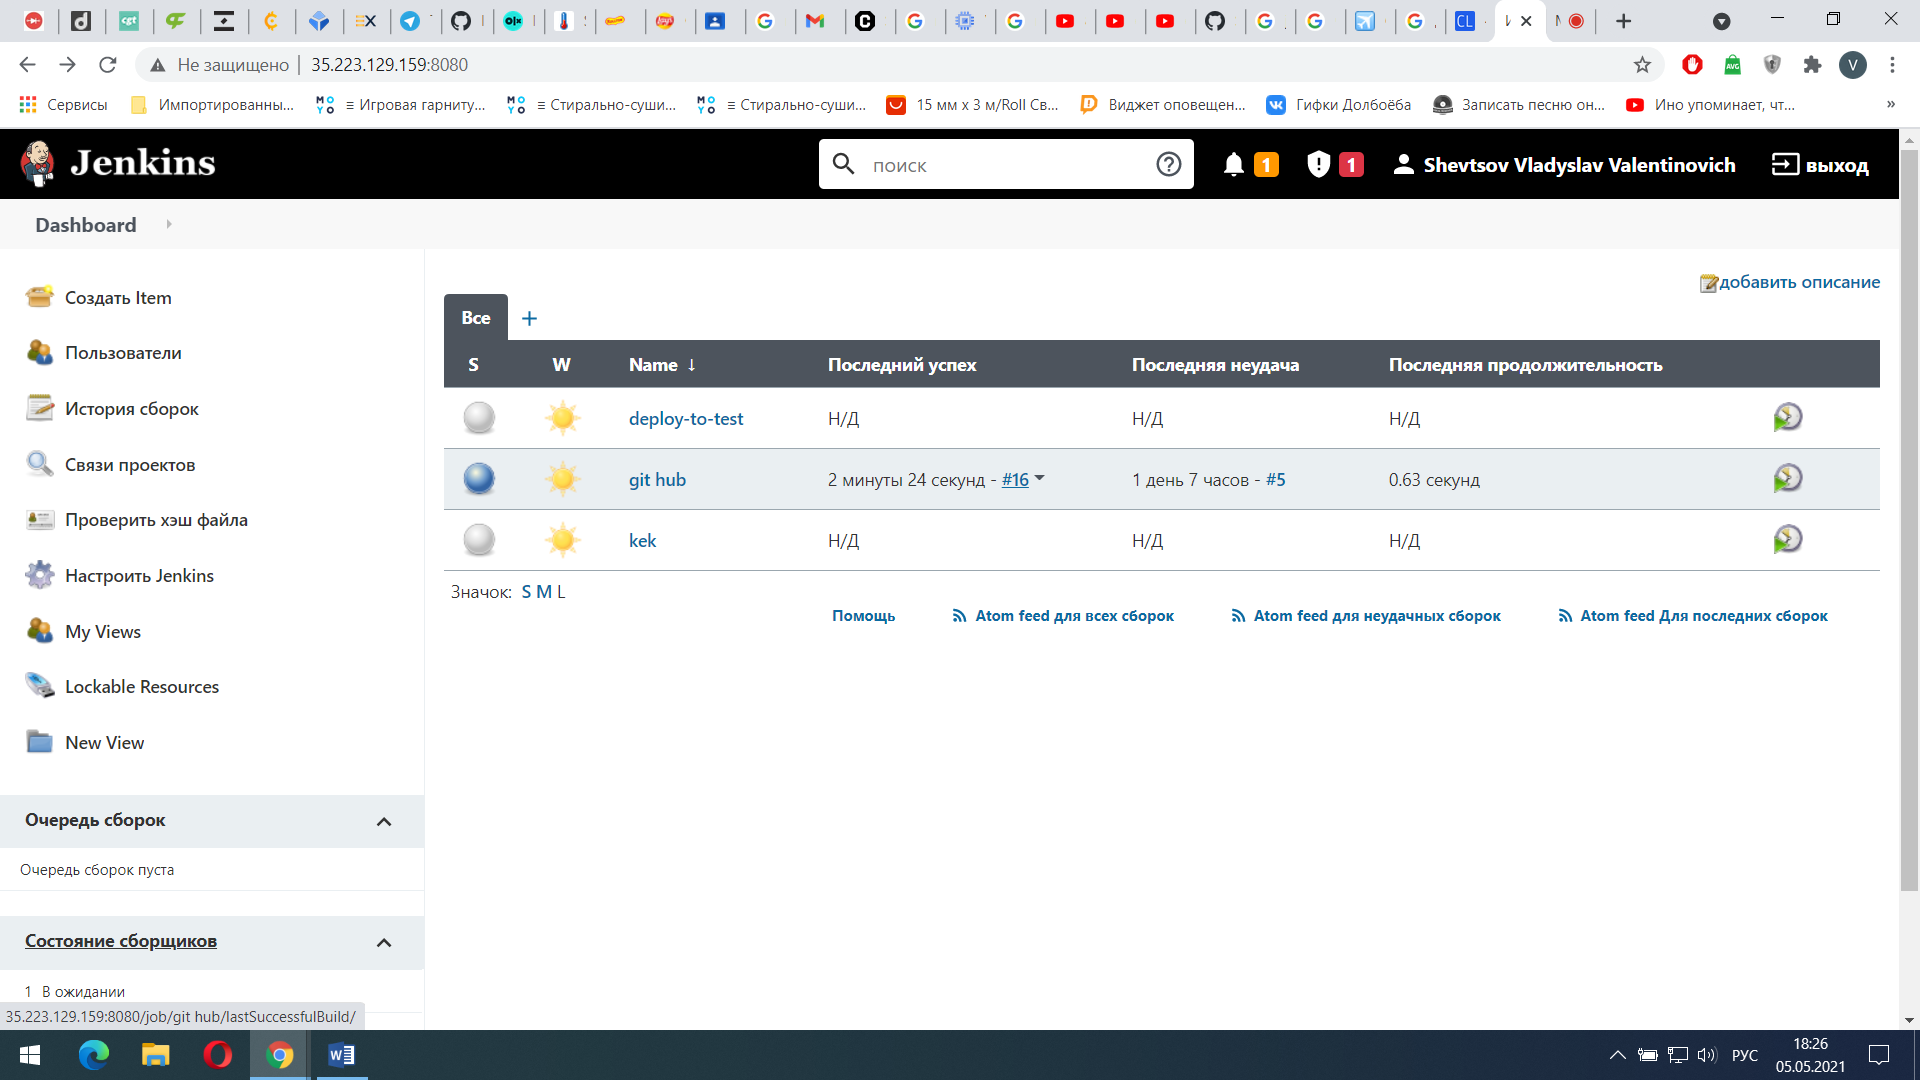 Не защищено
35.223.129.159:8080
Сервисы
Импортированны...
≡ Игровая гарниту...
≡ Стирально-суши...
≡ Стирально-суши...
15 мм x 3 м/Roll Св...
Виджет оповещен...
Гифки Долбоёба
Записать песню он...
Ино упоминает, чт...
»
Jenkins
поиск
1
1
Shevtsov Vladyslav Valentinovich
выход
Dashboard
Создать Item
Пользователи
История сборок
Связи проектов
Проверить хэш файла
Настроить Jenkins
My Views
Lockable Resources
New View
Очередь сборок
Очередь сборок пуста
Состояние сборщиков
1 В ожидании
35.223.129.159:8080/job/git hub/lastSuccessfulBuild/
добавить описание
Все +
S W Name ↓ Последний успех Последняя неудача Последняя продолжительность
deploy-to-test Н/Д Н/Д Н/Д
git hub 2 минуты 24 секунд - #16 1 день 7 часов - #5 0.63 секунд
kek Н/Д Н/Д Н/Д
Значок: S M L
Помощь Atom feed для всех сборок Atom feed для неудачных сборок Atom feed Для последних сборок
РУС
18:26
05.05.2021